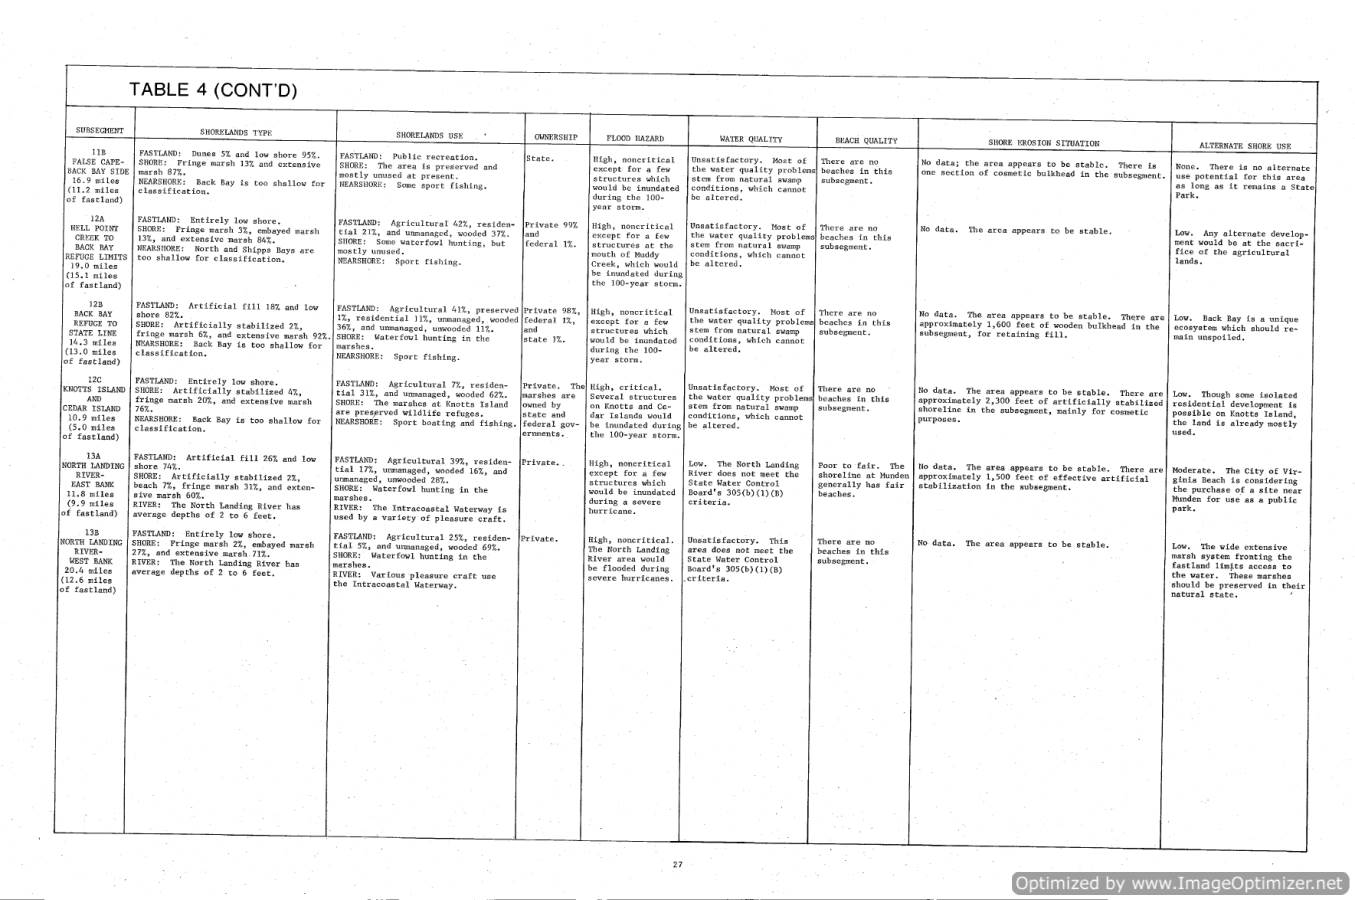 TABLE 4 (CONT'D)
SUBSEGMENT
SHORELANDS TYPE
SHORELANDS USE
OWNERSHIP
FLOOD HAZARD
WATER QUALITY
BEACH QUALITY
SHORE EROSION SITUATION
ALTERNATE SHORE USE
11B
FALSE CAPE-
BACK BAY SIDE
16.9 miles
(11.2 miles
of fastland)
FASTLAND: Dunes 5% and low shore 95%.
SHORE: Fringe marsh 13% and extensive
marsh 87%.
NEARSHORE: Back Bay is too shallow for
classification.
FASTLAND: Public recreation.
SHORE: The area is preserved and
mostly unused at present.
NEARSHORE: Some sport fishing.
State.
High, noncritical
except for a few
structures which
would be inundated
during the 100-
year storm.
Unsatisfactory. Most of
the water quality problems
stem from natural swamp
conditions, which cannot
be altered.
There are no
beaches in this
subsegment.
No data; the area appears to be stable. There is
one section of cosmetic bulkhead in the subsegment.
None. There is no alternate
use potential for this area
as long as it remains a State
Park.
12A
HELL POINT
CREEK TO
BACK BAY
REFUGE LIMITS
19.0 miles
(15.1 miles
of fastland)
FASTLAND: Entirely low shore.
SHORE: Fringe marsh 3%, embayed marsh
13%, and extensive marsh 84%.
NEARSHORE: North and Shipps Bays are
too shallow for classification.
FASTLAND: Agricultural 42%, residen-
tial 21%, and unmanaged, wooded 37%.
SHORE: Some waterfowl hunting, but
mostly unused.
NEARSHORE: Sport fishing.
Private 99%
and
federal 1%.
High, noncritical
except for a few
structures at the
mouth of Muddy
Creek, which would
be inundated during
the 100-year storm.
Unsatisfactory. Most of
the water quality problems
stem from natural swamp
conditions, which cannot
be altered.
There are no
beaches in this
subsegment.
No data. The area appears to be stable.
Low. Any alternate develop-
ment would be at the sacri-
fice of the agricultural
lands.
12B
BACK BAY
REFUGE TO
STATE LINE
14.3 miles
(13.0 miles
of fastland)
FASTLAND: Artificial fill 18% and low
shore 82%.
SHORE: Artificially stabilized 2%,
fringe marsh 6%, and extensive marsh 92%.
NEARSHORE: Back Bay is too shallow for
classification.
FASTLAND: Agricultural 41%, preserved
1%, residential 11%, unmanaged, wooded
36%, and unmanaged, unwooded 11%.
SHORE: Waterfowl hunting in the
marshes.
NEARSHORE: Sport fishing.
Private 98%,
federal 1%,
and
state 1%.
High, noncritical
except for a few
structures which
would be inundated
during the 100-
year storm.
Unsatisfactory. Most of
the water quality problems
stem from natural swamp
conditions, which cannot
be altered.
There are no
beaches in this
subsegment.
No data. The area appears to be stable. There are
approximately 1,600 feet of wooden bulkhead in the
subsegment, for retaining fill.
Low. Back Bay is a unique
ecosystem which should re-
main unspoiled.
12C
KNOTTS ISLAND
AND
CEDAR ISLAND
10.9 miles
(5.0 miles
of fastland)
FASTLAND: Entirely low shore.
SHORE: Artificially stabilized 4%,
fringe marsh 20%, and extensive marsh
76%.
NEARSHORE: Back Bay is too shallow for
classification.
FASTLAND: Agricultural 7%, residen-
tial 31%, and unmanaged, wooded 62%.
SHORE: The marshes at Knotts Island
are preserved wildlife refuges.
NEARSHORE: Sport boating and fishing.
Private. The
marshes are
owned by
state and
federal gov-
ernments.
High, critical.
Several structures
on Knotts and Ce-
dar Islands would
be inundated during
the 100-year storm.
Unsatisfactory. Most of
the water quality problems
stem from natural swamp
conditions, which cannot
be altered.
There are no
beaches in this
subsegment.
No data. The area appears to be stable. There are
approximately 2,300 feet of artificially stabilized
shoreline in the subsegment, mainly for cosmetic
purposes.
Low. Though some isolated
residential development is
possible on Knotts Island,
the land is already mostly
used.
13A
NORTH LANDING
RIVER-
EAST BANK
11.8 miles
(9.9 miles
of fastland)
FASTLAND: Artificial fill 26% and low
shore 74%.
SHORE: Artificially stabilized 2%,
beach 7%, fringe marsh 31%, and exten-
sive marsh 60%.
RIVER: The North Landing River has
average depths of 2 to 6 feet.
FASTLAND: Agricultural 39%, residen-
tial 17%, unmanaged, wooded 16%, and
unmanaged, unwooded 28%.
SHORE: Waterfowl hunting in the
marshes.
RIVER: The Intracoastal Waterway is
used by a variety of pleasure craft.
Private.
High, noncritical
except for a few
structures which
would be inundated
during a severe
hurricane.
Low. The North Landing
River does not meet the
State Water Control
Board's 305(b)(1)(B)
criteria.
Poor to fair. The
shoreline at Munden
generally has fair
beaches.
No data. The area appears to be stable. There are
approximately 1,500 feet of effective artificial
stabilization in the subsegment.
Moderate. The City of Vir-
ginia Beach is considering
the purchase of a site near
Munden for use as a public
park.
13B
NORTH LANDING
RIVER-
WEST BANK
20.4 miles
(12.6 miles
of fastland)
FASTLAND: Entirely low shore.
SHORE: Fringe marsh 2%, embayed marsh
27%, and extensive marsh 71%.
RIVER: The North Landing River has
average depths of 2 to 6 feet.
FASTLAND: Agricultural 25%, residen-
tial 5%, and unmanaged, wooded 69%.
SHORE: Waterfowl hunting in the
marshes.
RIVER: Various pleasure craft use
the Intracoastal Waterway.
Private.
High, noncritical.
The North Landing
River area would
be flooded during
severe hurricanes.
Unsatisfactory. This
area does not meet the
State Water Control
Board's 305(b)(1)(B)
criteria.
There are no
beaches in this
subsegment.
No data. The area appears to be stable.
Low. The wide extensive
marsh system fronting the
fastland limits access to
the water. These marshes
should be preserved in their
natural state.
27
Optimized by www.ImageOptimizer.net